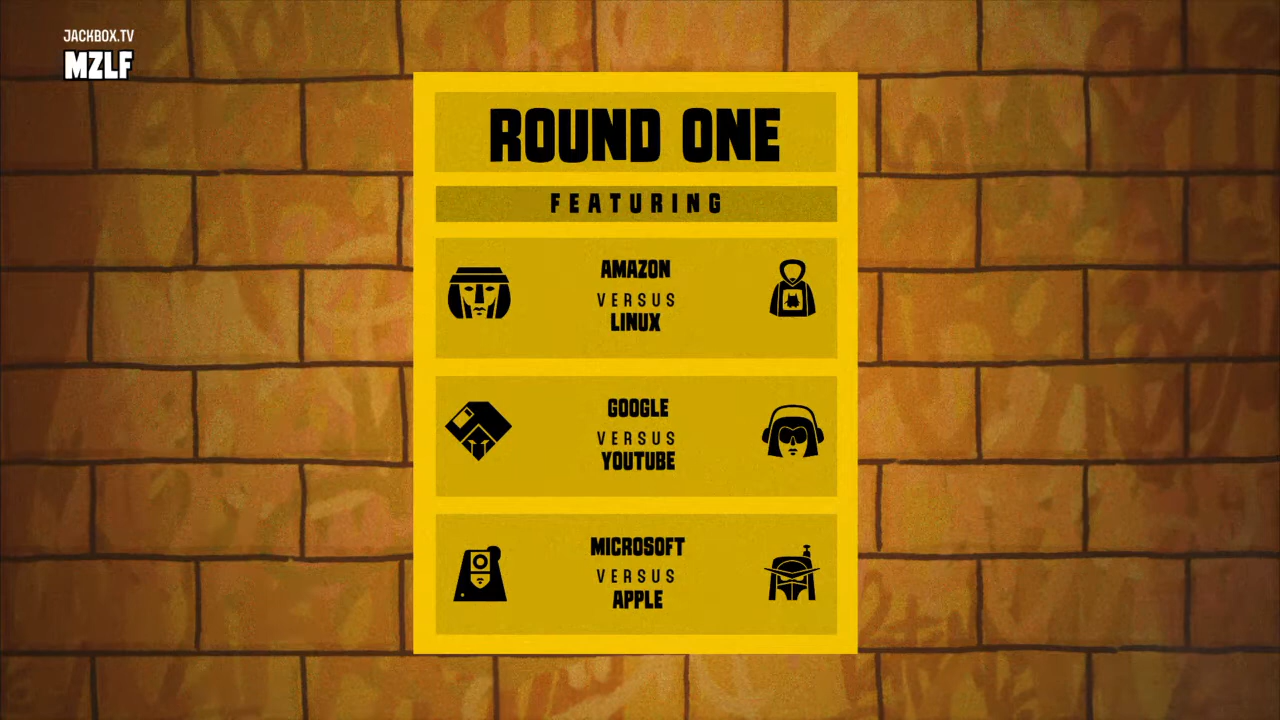 JACKBOX.TV
MZLF
ROUND ONE
FEATURING
AMAZON
VERSUS
LINUX
GOOGLE
VERSUS
YOUTUBE
MICROSOFT
VERSUS
APPLE